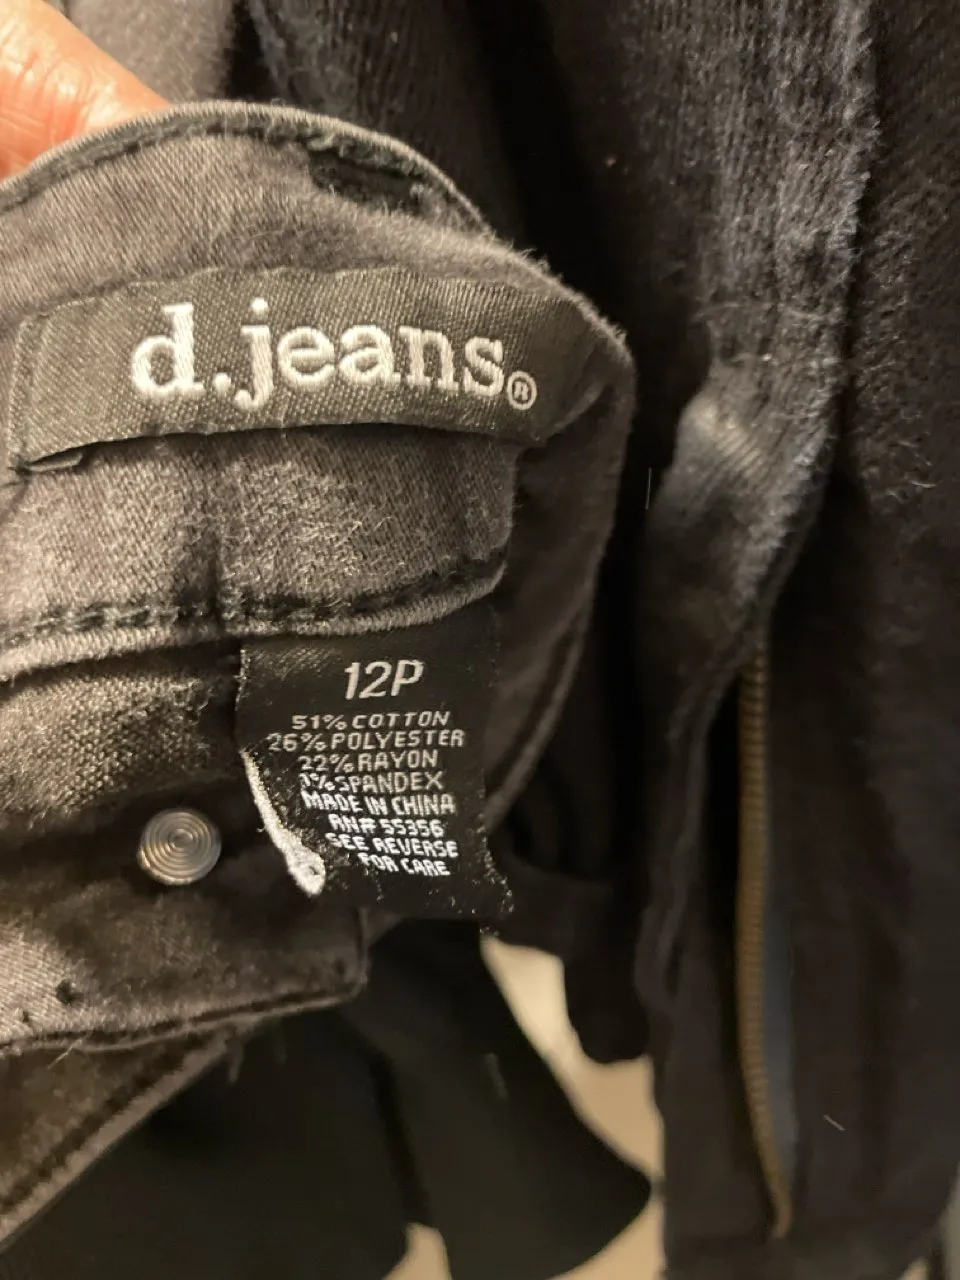 d.jeans®
12P
51% COTTON
26% POLYESTER
22% RAYON
1% SPANDEX
MADE IN CHINA
RN# 55356
SEE REVERSE
FOR CARE